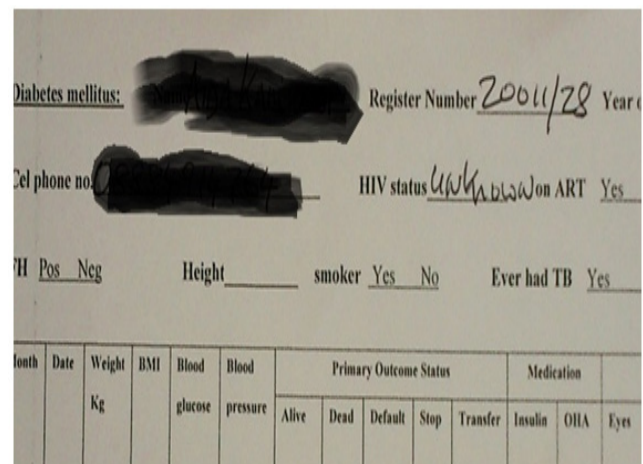 Diabetes mellitus: Register Number 20011/28 Year
Cel phone no: HIV status unknown on ART Yes
FH Pos Neg Height smoker Yes No Ever had TB Yes
Month Date Weight Kg BMI Blood glucose Blood pressure Primary Outcome Status Medication
Alive Dead Default Stop Transfer Insulin OHA Eyes